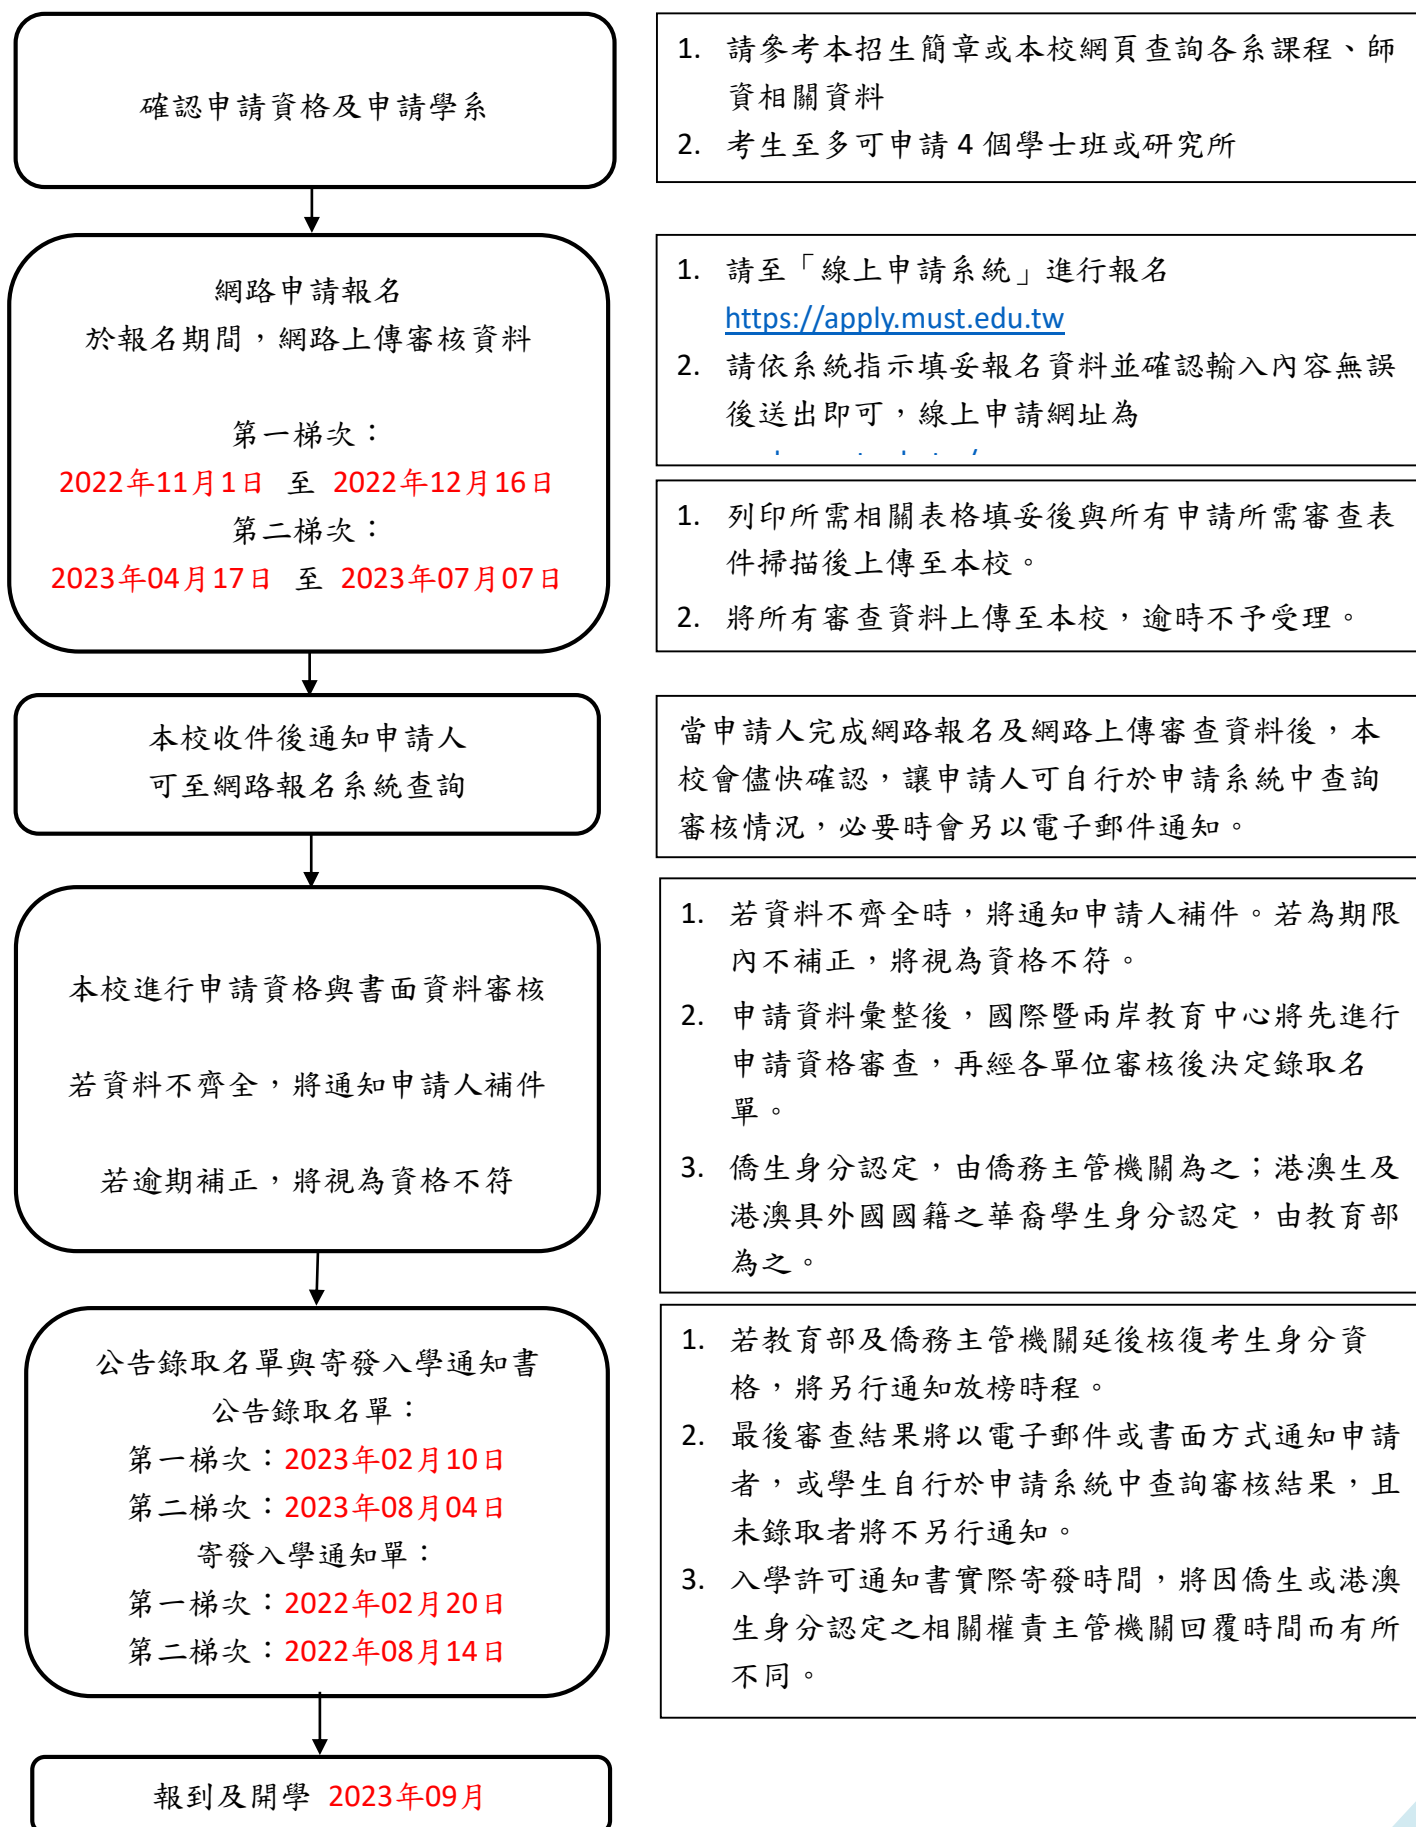 確認申請資格及申請學系
1. 請參考本招生簡章或本校網頁查詢各系課程、師
資相關資料
2. 考生至多可申請 4 個學士班或研究所
網路申請報名
於報名期間，網路上傳審核資料
第一梯次：
2022年11月1日 至 2022年12月16日
第二梯次：
2023年04月17日 至 2023年07月07日
1. 請至「線上申請系統」進行報名
https://apply.must.edu.tw
2. 請依系統指示填妥報名資料並確認輸入內容無誤
後送出即可，線上申請網址為
1. 列印所需相關表格填妥後與所有申請所需審查表
件掃描後上傳至本校。
2. 將所有審查資料上傳至本校，逾時不予受理。
本校收件後通知申請人
可至網路報名系統查詢
當申請人完成網路報名及網路上傳審查資料後，本
校會儘快確認，讓申請人可自行於申請系統中查詢
審核情況，必要時會另以電子郵件通知。
本校進行申請資格與書面資料審核
若資料不齊全，將通知申請人補件
若逾期補正，將視為資格不符
1. 若資料不齊全時，將通知申請人補件。若為期限
內不補正，將視為資格不符。
2. 申請資料彙整後，國際暨兩岸教育中心將先進行
申請資格審查，再經各單位審核後決定錄取名
單。
3. 僑生身分認定，由僑務主管機關為之；港澳生及
港澳具外國國籍之華裔學生身分認定，由教育部
為之。
公告錄取名單與寄發入學通知書
公告錄取名單：
第一梯次：2023年02月10日
第二梯次：2023年08月04日
寄發入學通知單：
第一梯次：2022年02月20日
第二梯次：2022年08月14日
1. 若教育部及僑務主管機關延後核復考生身分資
格，將另行通知放榜時程。
2. 最後審查結果將以電子郵件或書面方式通知申請
者，或學生自行於申請系統中查詢審核結果，且
未錄取者將不另行通知。
3. 入學許可通知書實際寄發時間，將因僑生或港澳
生身分認定之相關權責主管機關回覆時間而有所
不同。
報到及開學 2023年09月